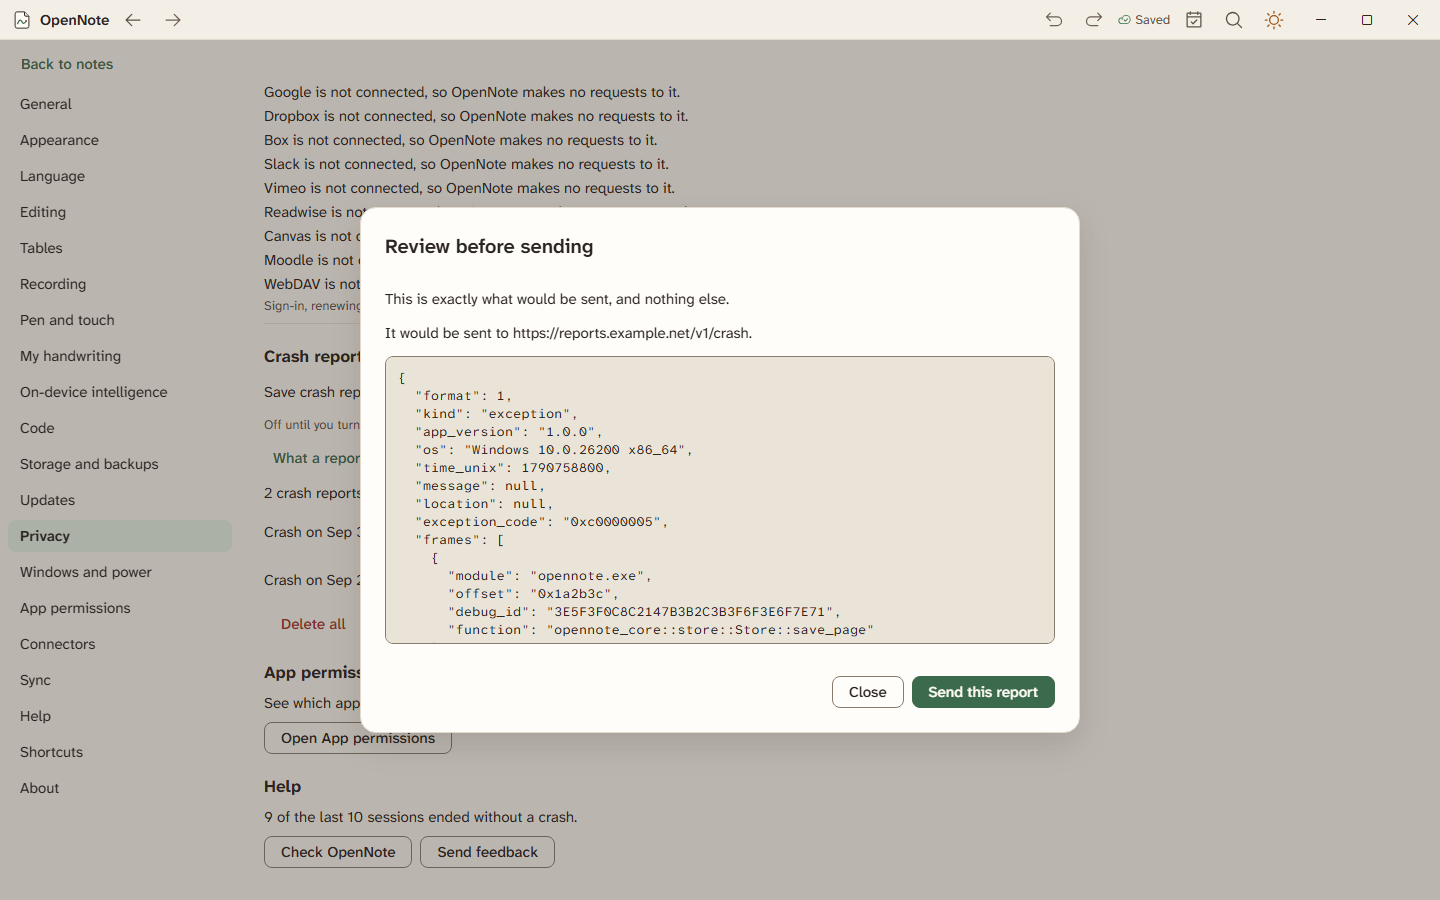 OpenNote
Saved
Back to notes
General
Appearance
Language
Editing
Tables
Recording
Pen and touch
My handwriting
On-device intelligence
Code
Storage and backups
Updates
Privacy
Windows and power
App permissions
Connectors
Sync
Help
Shortcuts
About
Google is not connected, so OpenNote makes no requests to it.
Dropbox is not connected, so OpenNote makes no requests to it.
Box is not connected, so OpenNote makes no requests to it.
Slack is not connected, so OpenNote makes no requests to it.
Vimeo is not connected, so OpenNote makes no requests to it.
Readwise is not
Canvas is not
Moodle is not
WebDAV is not
Sign-in, renewing
Crash report
Save crash rep
Off until you turn
What a repor
2 crash reports
Crash on Sep
Crash on Sep
Delete all
App permiss
See which app
Open App permissions
Help
9 of the last 10 sessions ended without a crash.
Check OpenNote
Send feedback
Review before sending
This is exactly what would be sent, and nothing else.
It would be sent to https://reports.example.net/v1/crash.
{
"format": 1,
"kind": "exception",
"app_version": "1.0.0",
"os": "Windows 10.0.26200 x86_64",
"time_unix": 1790758800,
"message": null,
"location": null,
"exception_code": "0xc0000005",
"frames": [
{
"module": "opennote.exe",
"offset": "0x1a2b3c",
"debug_id": "3E5F3F0C8C2147B3B2C3B3F6F3E6F7E71",
"function": "opennote_core::store::Store::save_page"
Close
Send this report